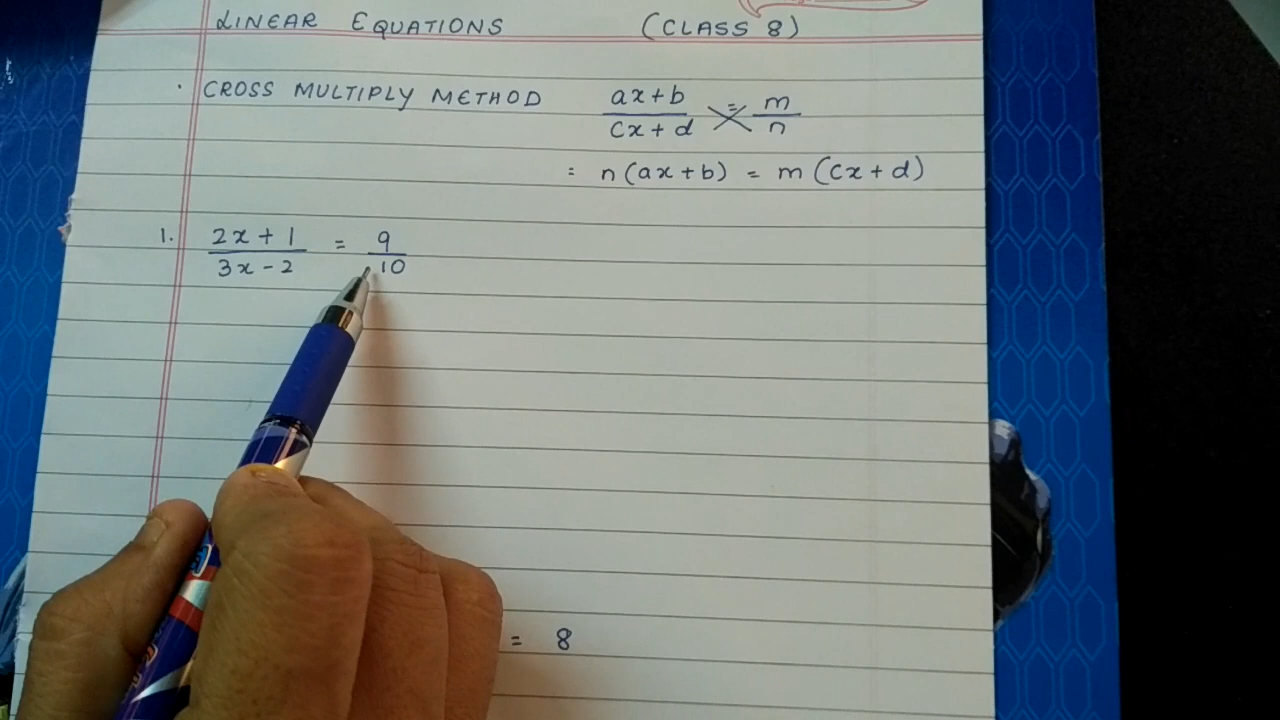 LINEAR EQUATIONS (CLASS 8)
· CROSS MULTIPLY METHOD (ax+b)/(cx+d) = m/n
= n(ax+b) = m(cx+d)
1. (2x+1)/(3x-2) = 9/10
= 8